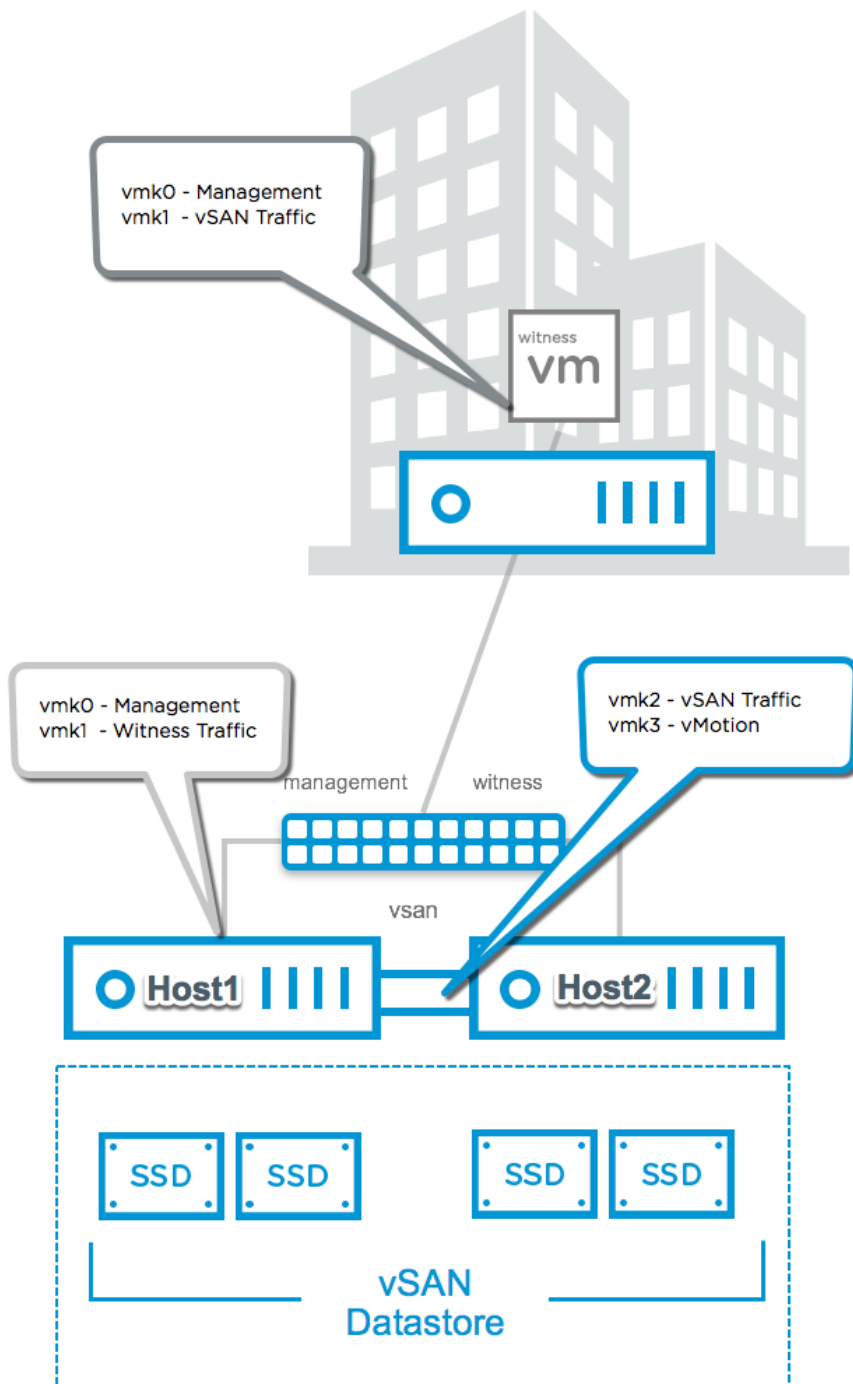 vmk0 - Management
vmk1 - vSAN Traffic
witness
vm
vmk0 - Management
vmk1 - Witness Traffic
vmk2 - vSAN Traffic
vmk3 - vMotion
management witness
vsan
Host1 Host2
SSD SSD SSD SSD
vSAN
Datastore